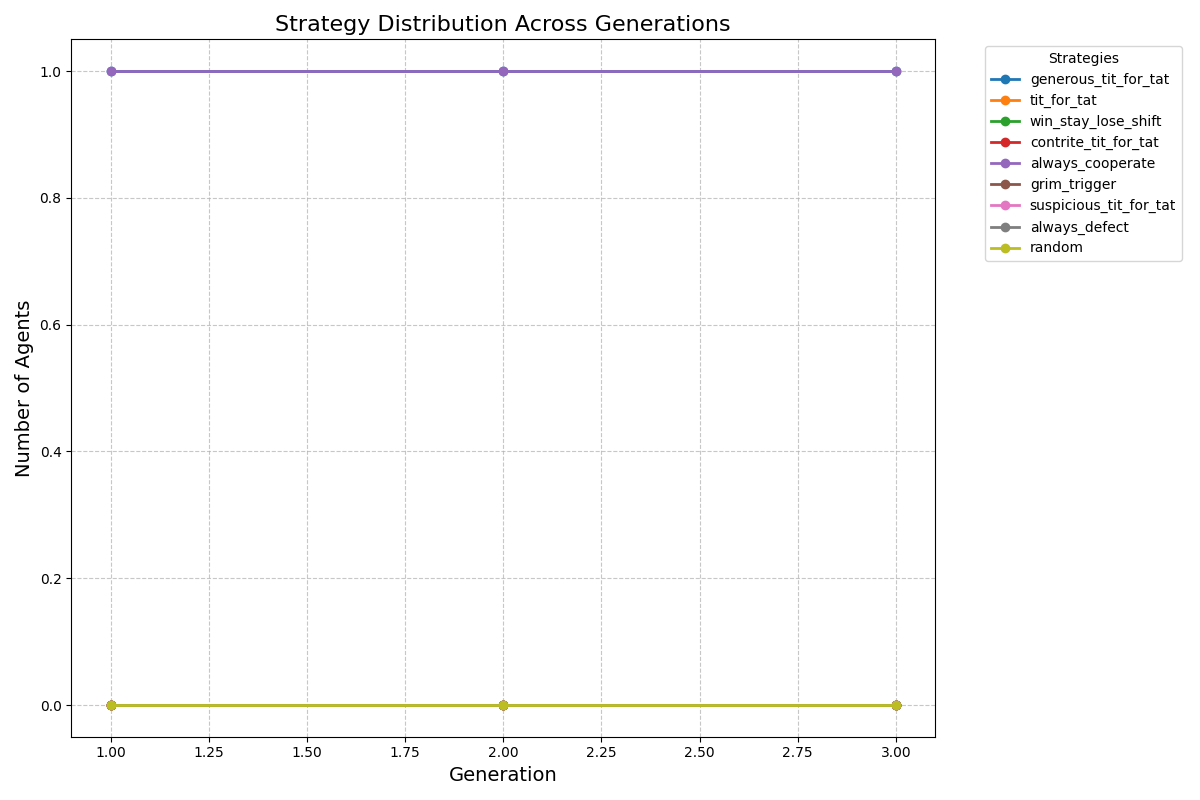 Strategy Distribution Across Generations
Number of Agents
1.0
0.8
0.6
0.4
0.2
0.0
1.00 1.25 1.50 1.75 2.00 2.25 2.50 2.75 3.00
Generation
Strategies
generous_tit_for_tat
tit_for_tat
win_stay_lose_shift
contrite_tit_for_tat
always_cooperate
grim_trigger
suspicious_tit_for_tat
always_defect
random